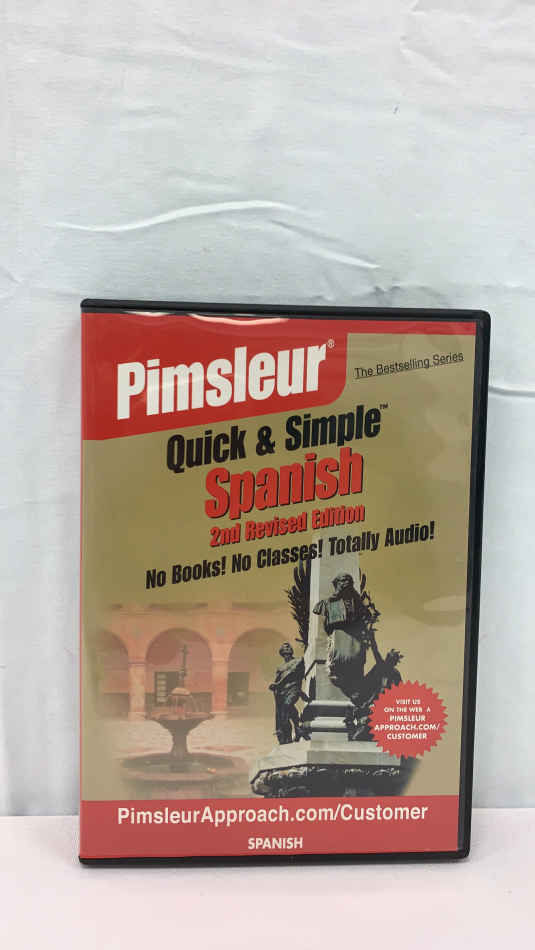 Pimsleur®
The Bestselling Series
Quick & Simple™
Spanish
2nd Revised Edition
No Books! No Classes! Totally Audio!
VISIT US
ON THE WEB A
PIMSLEUR
APPROACH.COM/
CUSTOMER
PimsleurApproach.com/Customer
SPANISH